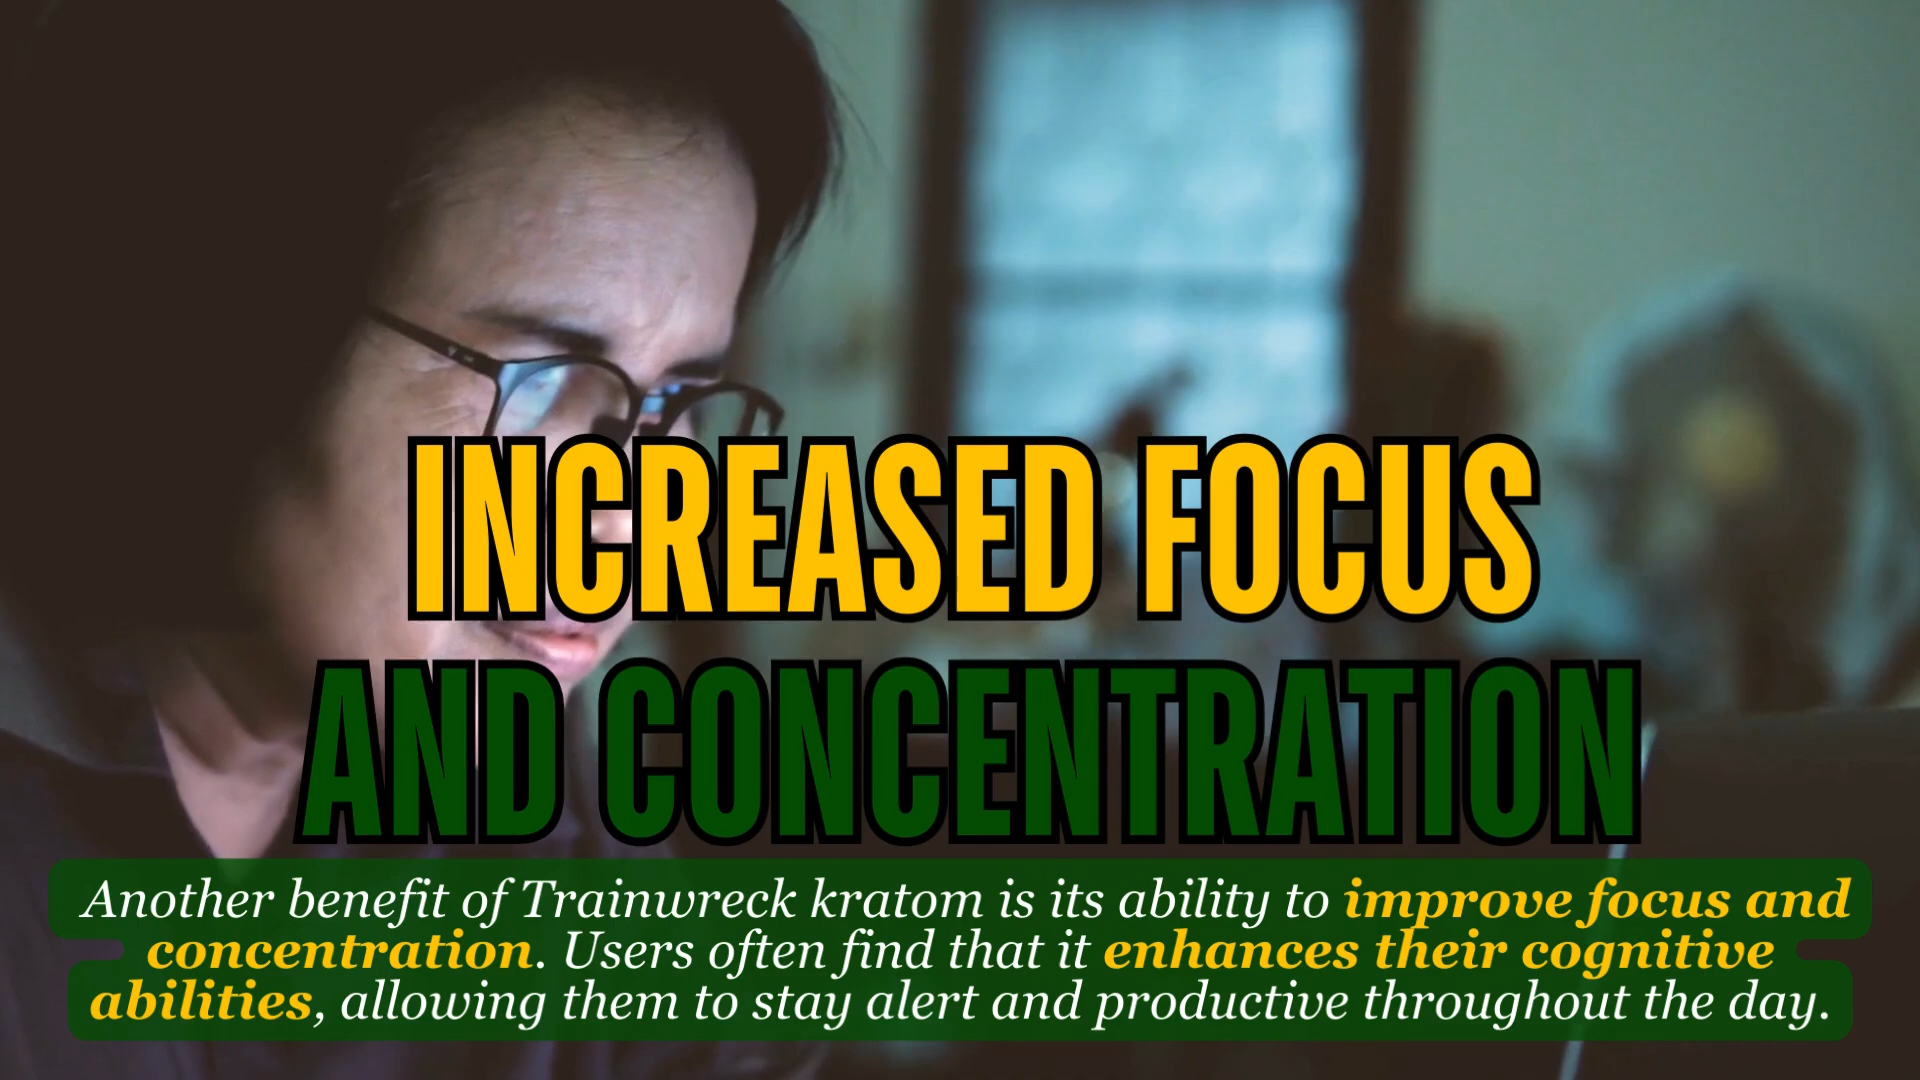 INCREASED FOCUS
AND CONCENTRATION
Another benefit of Trainwreck kratom is its ability to improve focus and
concentration. Users often find that it enhances their cognitive
abilities, allowing them to stay alert and productive throughout the day.